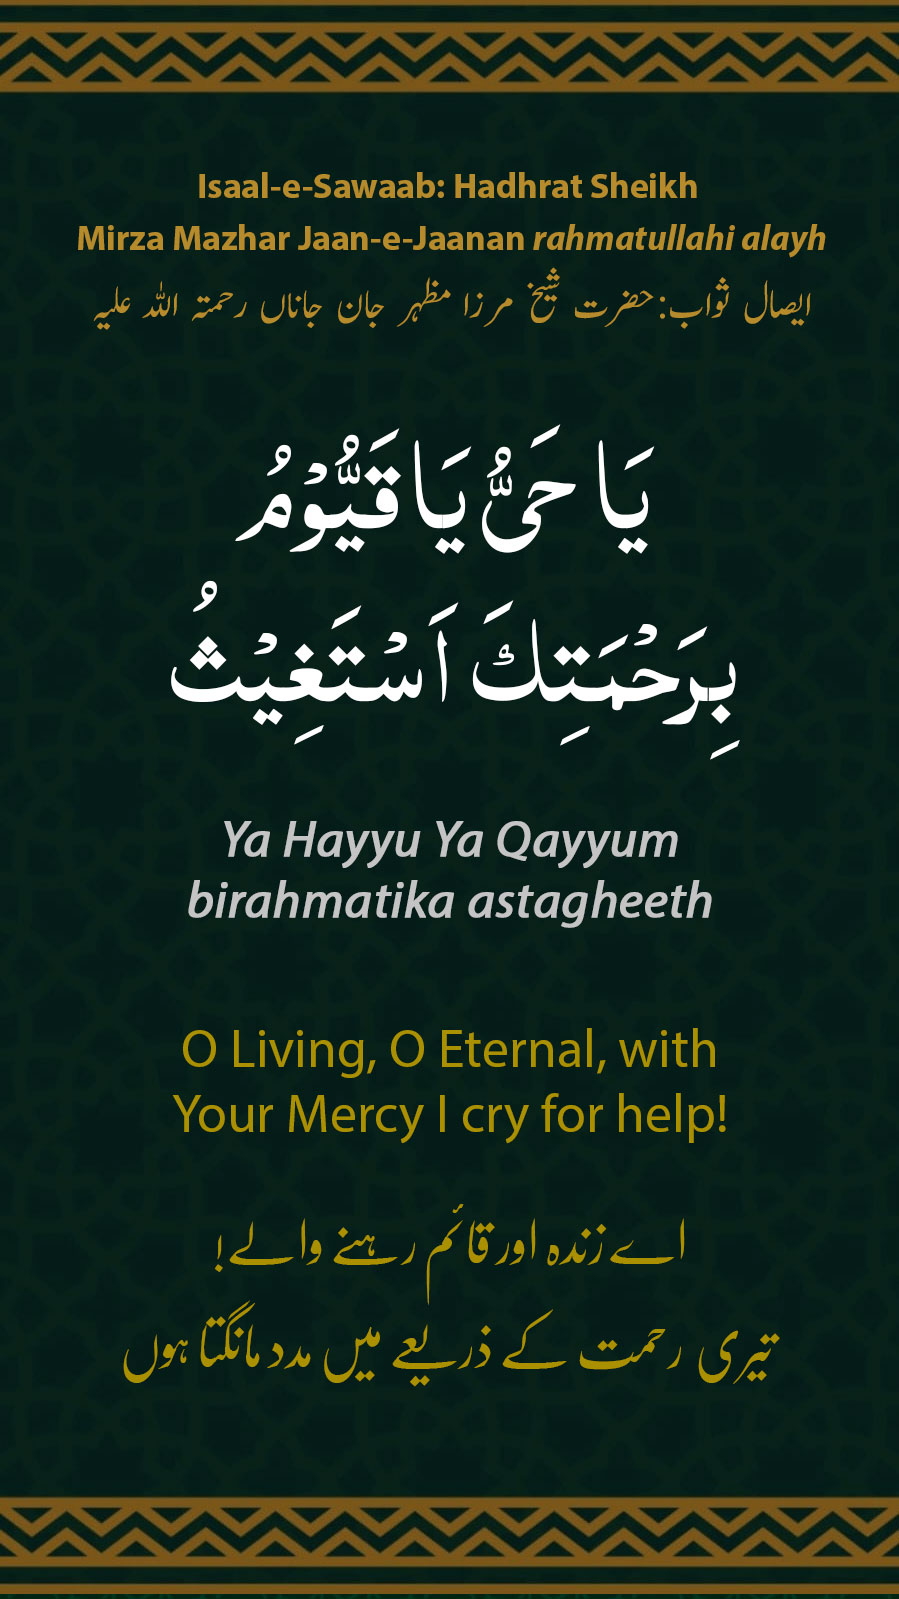 Isaal-e-Sawaab: Hadhrat Sheikh
Mirza Mazhar Jaan-e-Jaanan rahmatullahi alayh
ایصال ثواب: حضرت شیخ مرزا مظہر جان جاناں رحمتہ اللہ علیہ
يَا حَىُّ يَا قَيُّوْمُ
بِرَحْمَتِكَ اَسْتَغِيْثُ
Ya Hayyu Ya Qayyum
birahmatika astagheeth
O Living, O Eternal, with
Your Mercy I cry for help!
اے زندہ اور قائم رہنے والے!
تیری رحمت کے ذریعے میں مدد مانگتا ہوں